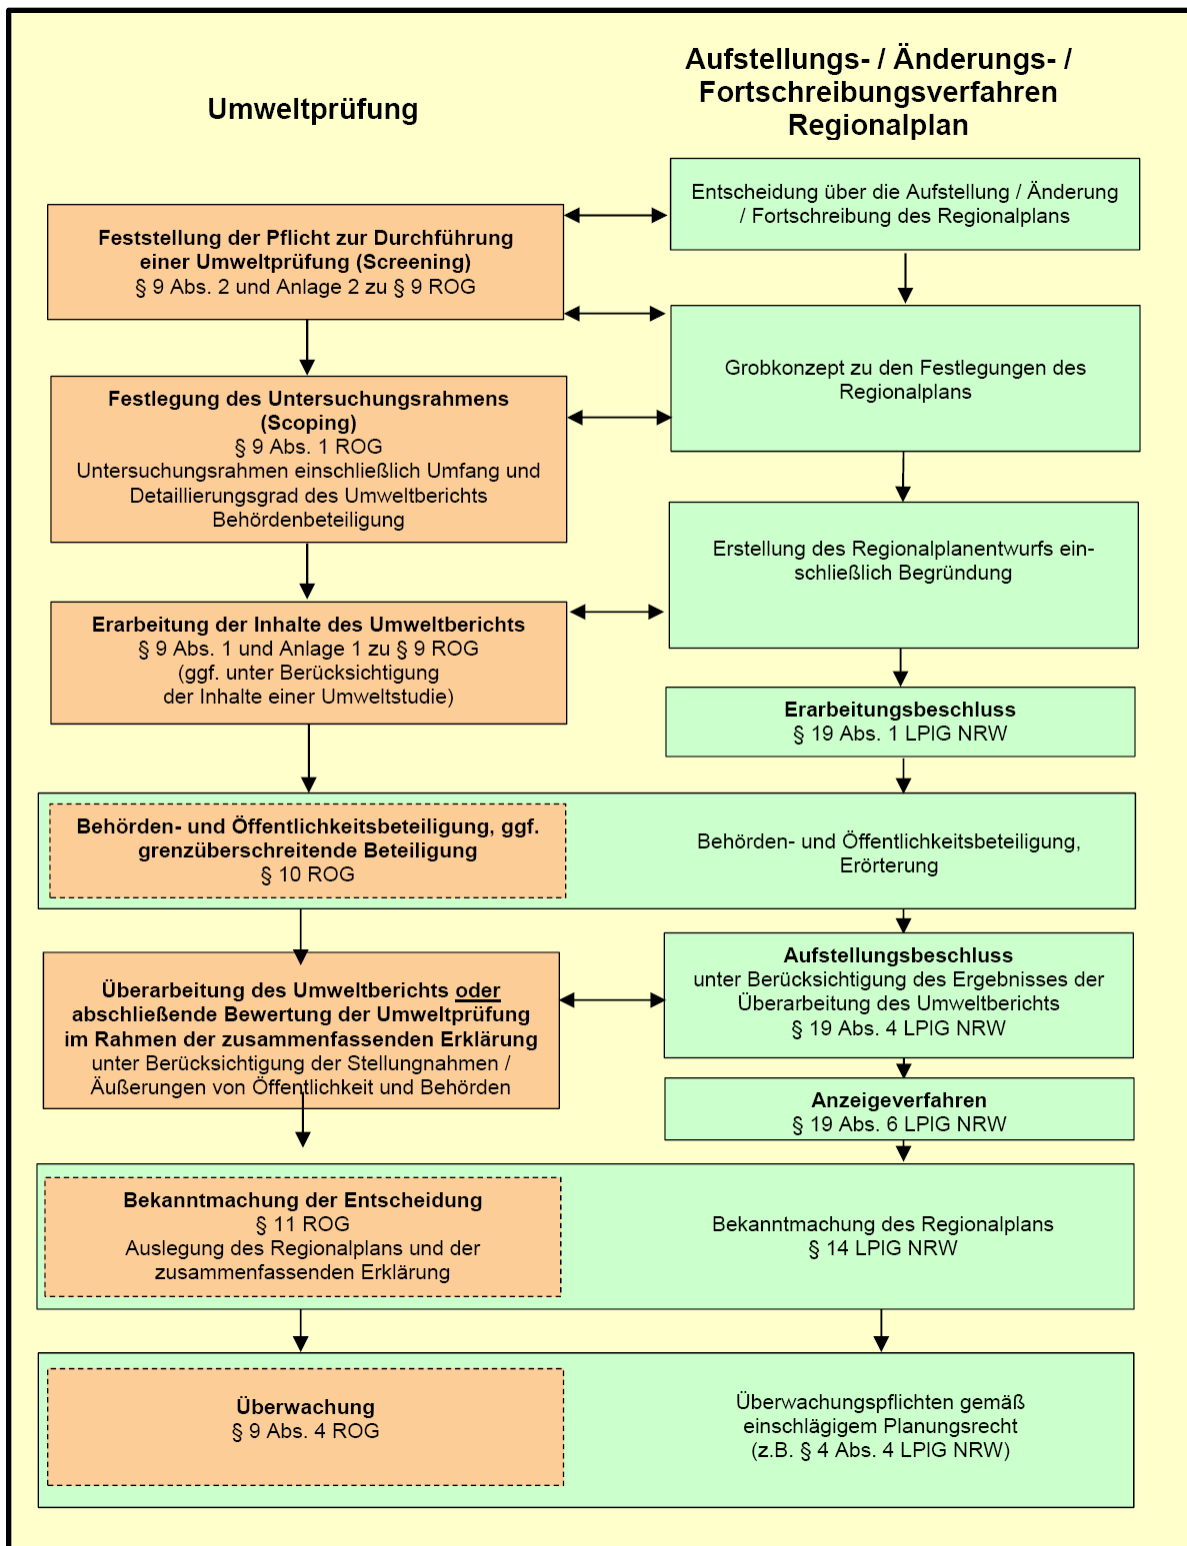 Umweltprüfung
Aufstellungs- / Änderungs- /
Fortschreibungsverfahren
Regionalplan
Entscheidung über die Aufstellung / Änderung
/ Fortschreibung des Regionalplans
Feststellung der Pflicht zur Durchführung
einer Umweltprüfung (Screening)
§ 9 Abs. 2 und Anlage 2 zu § 9 ROG
Grobkonzept zu den Festlegungen des
Regionalplans
Festlegung des Untersuchungsrahmens
(Scoping)
§ 9 Abs. 1 ROG
Untersuchungsrahmen einschließlich Umfang und
Detaillierungsgrad des Umweltberichts
Behördenbeteiligung
Erstellung des Regionalplanentwurfs ein-
schließlich Begründung
Erarbeitung der Inhalte des Umweltberichts
§ 9 Abs. 1 und Anlage 1 zu § 9 ROG
(ggf. unter Berücksichtigung
der Inhalte einer Umweltstudie)
Erarbeitungsbeschluss
§ 19 Abs. 1 LPlG NRW
Behörden- und Öffentlichkeitsbeteiligung, ggf.
grenzüberschreitende Beteiligung
§ 10 ROG
Behörden- und Öffentlichkeitsbeteiligung,
Erörterung
Überarbeitung des Umweltberichts oder
abschließende Bewertung der Umweltprüfung
im Rahmen der zusammenfassenden Erklärung
unter Berücksichtigung der Stellungnahmen /
Äußerungen von Öffentlichkeit und Behörden
Aufstellungsbeschluss
unter Berücksichtigung des Ergebnisses der
Überarbeitung des Umweltberichts
§ 19 Abs. 4 LPlG NRW
Anzeigeverfahren
§ 19 Abs. 6 LPlG NRW
Bekanntmachung der Entscheidung
§ 11 ROG
Auslegung des Regionalplans und der
zusammenfassenden Erklärung
Bekanntmachung des Regionalplans
§ 14 LPlG NRW
Überwachung
§ 9 Abs. 4 ROG
Überwachungspflichten gemäß
einschlägigem Planungsrecht
(z.B. § 4 Abs. 4 LPlG NRW)